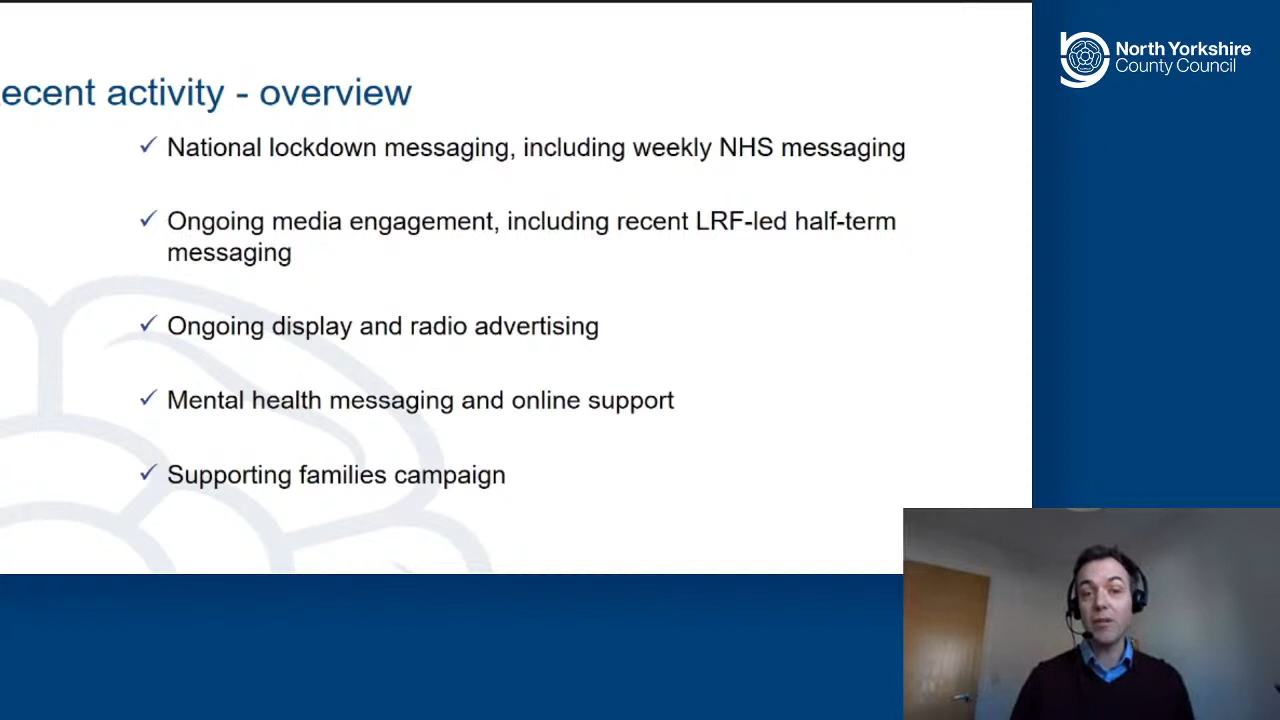 ecent activity - overview
North Yorkshire
County Council
✓ National lockdown messaging, including weekly NHS messaging
✓ Ongoing media engagement, including recent LRF-led half-term
messaging
✓ Ongoing display and radio advertising
✓ Mental health messaging and online support
✓ Supporting families campaign